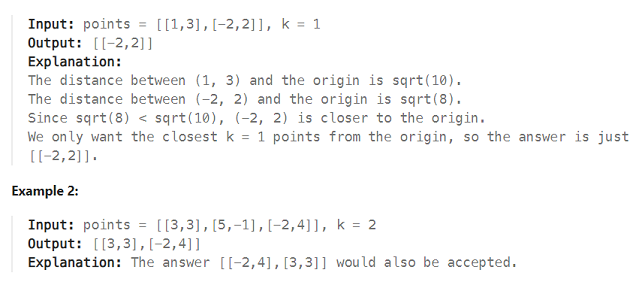 Input: points = [[1,3],[-2,2]], k = 1
Output: [[-2,2]]
Explanation:
The distance between (1, 3) and the origin is sqrt(10).
The distance between (-2, 2) and the origin is sqrt(8).
Since sqrt(8) < sqrt(10), (-2, 2) is closer to the origin.
We only want the closest k = 1 points from the origin, so the answer is just
[[-2,2]].
Example 2:
Input: points = [[3,3],[5,-1],[-2,4]], k = 2
Output: [[3,3],[-2,4]]
Explanation: The answer [[-2,4],[3,3]] would also be accepted.